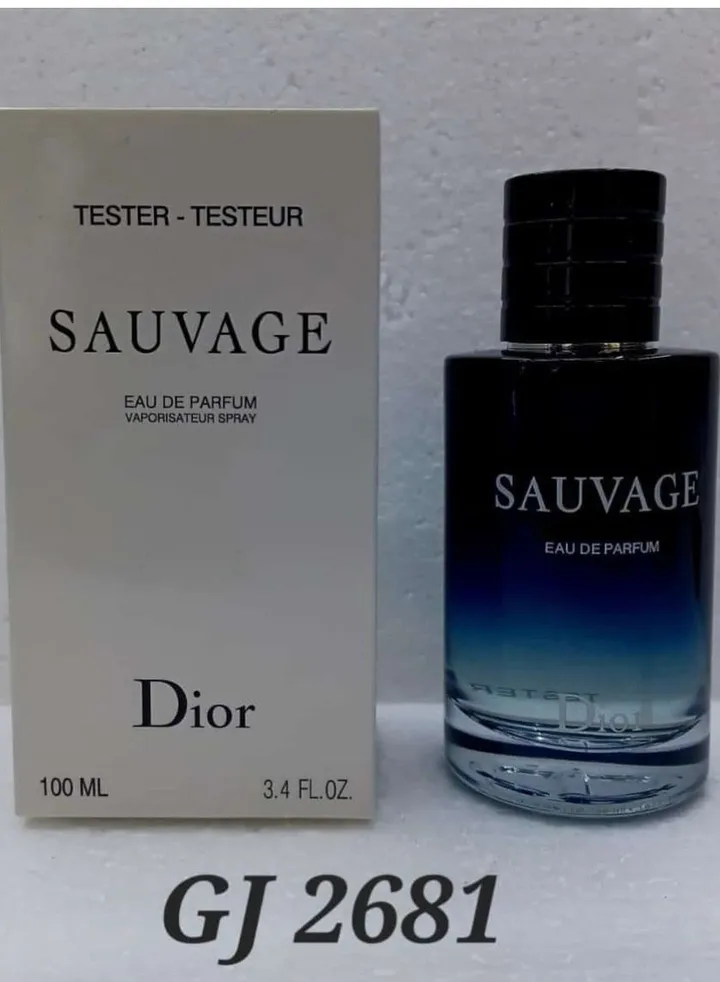 TESTER - TESTEUR
SAUVAGE
EAU DE PARFUM
VAPORISATEUR SPRAY
Dior
100 ML
3.4 FL.OZ.
SAUVAGE
EAU DE PARFUM
TESTER
Dior
GJ 2681